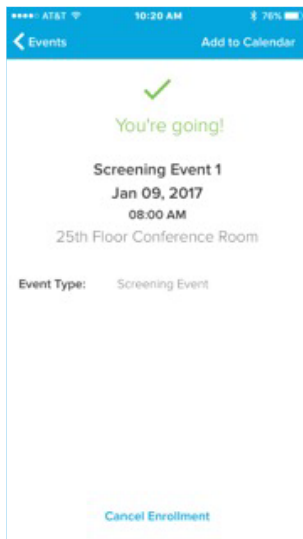 AT&T 10:20 AM 76%
Events Add to Calendar
You're going!
Screening Event 1
Jan 09, 2017
08:00 AM
25th Floor Conference Room
Event Type: Screening Event
Cancel Enrollment